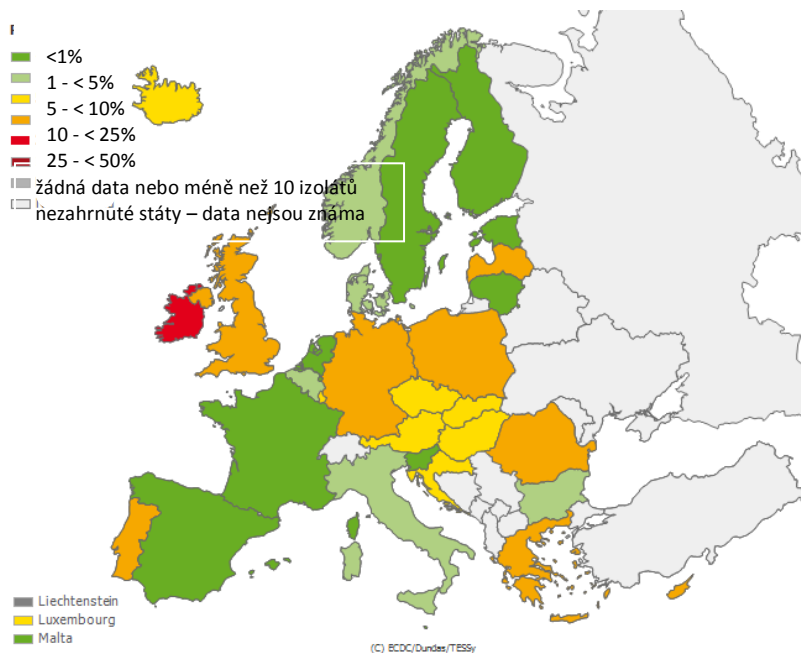 <1%
1 - < 5%
5 - < 10%
10 - < 25%
25 - < 50%
žádná data nebo méně než 10 izolátů
nezahrnuté státy – data nejsou známa
Liechtenstein
Luxembourg
Malta
(C) ECDC/Dundas/TESSy